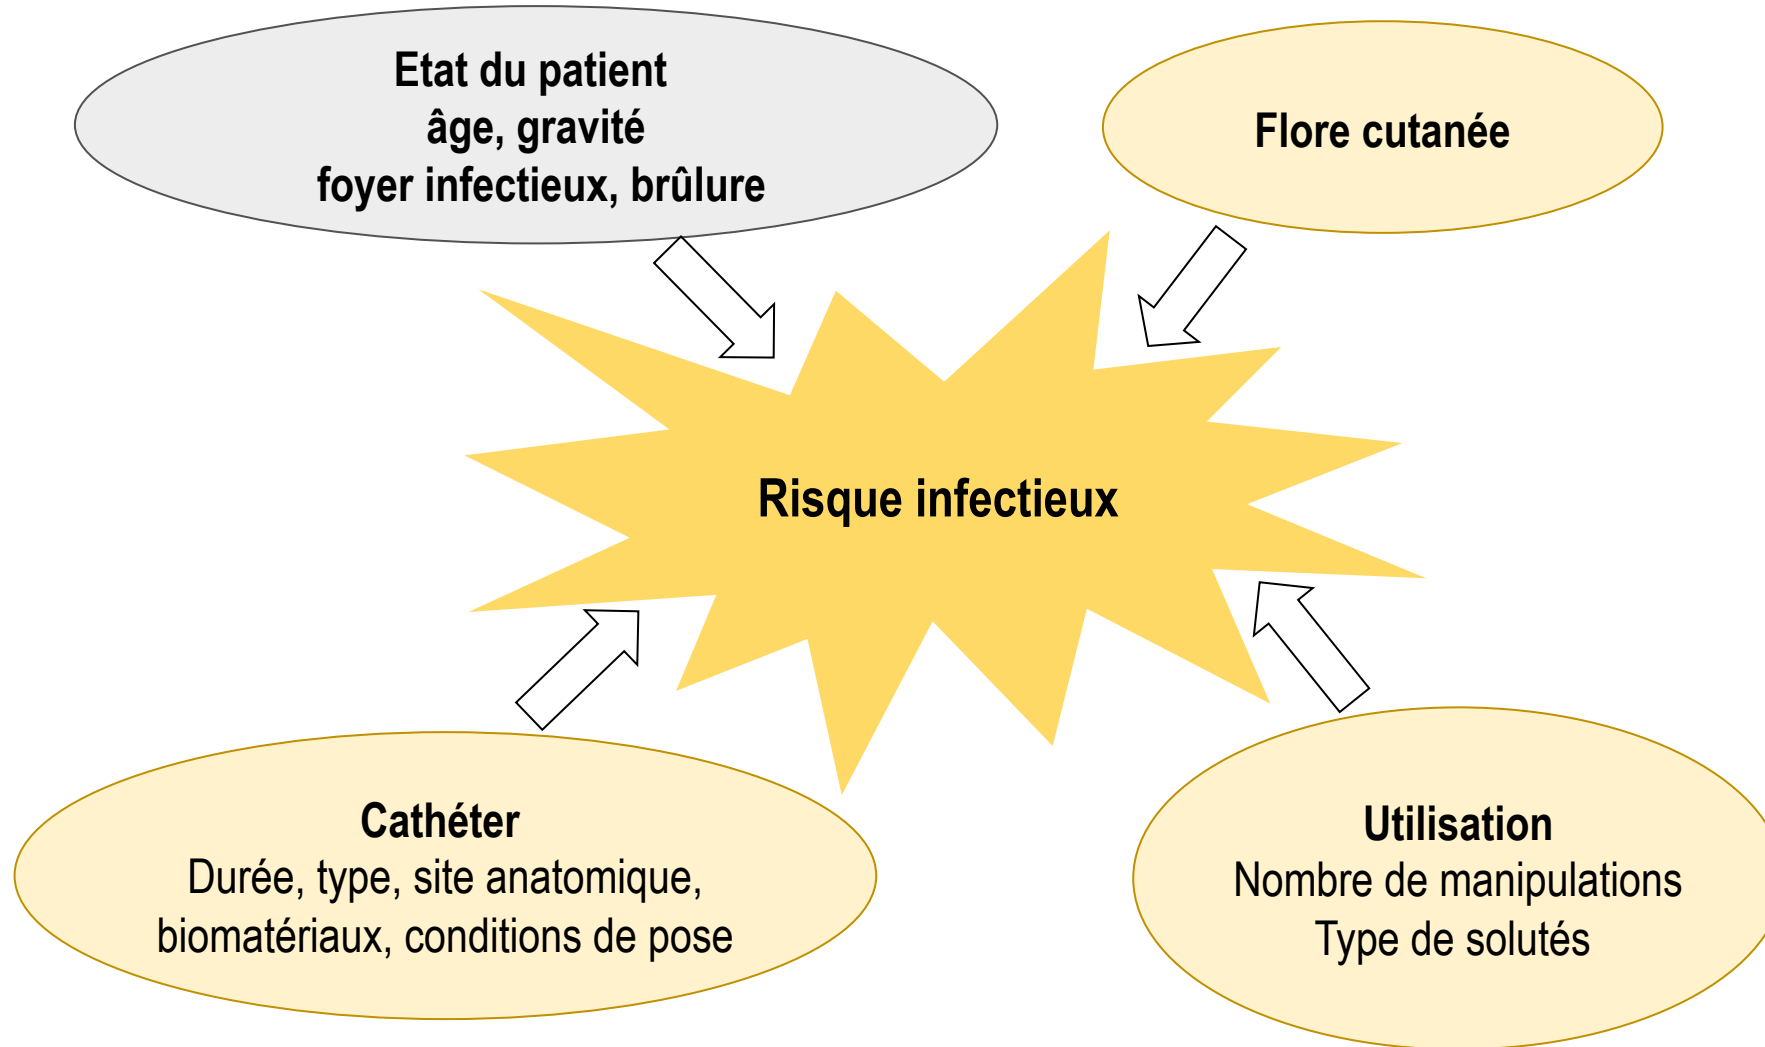 Etat du patient
âge, gravité
foyer infectieux, brûlure
Flore cutanée
Risque infectieux
Cathéter
Durée, type, site anatomique,
biomatériaux, conditions de pose
Utilisation
Nombre de manipulations
Type de solutés